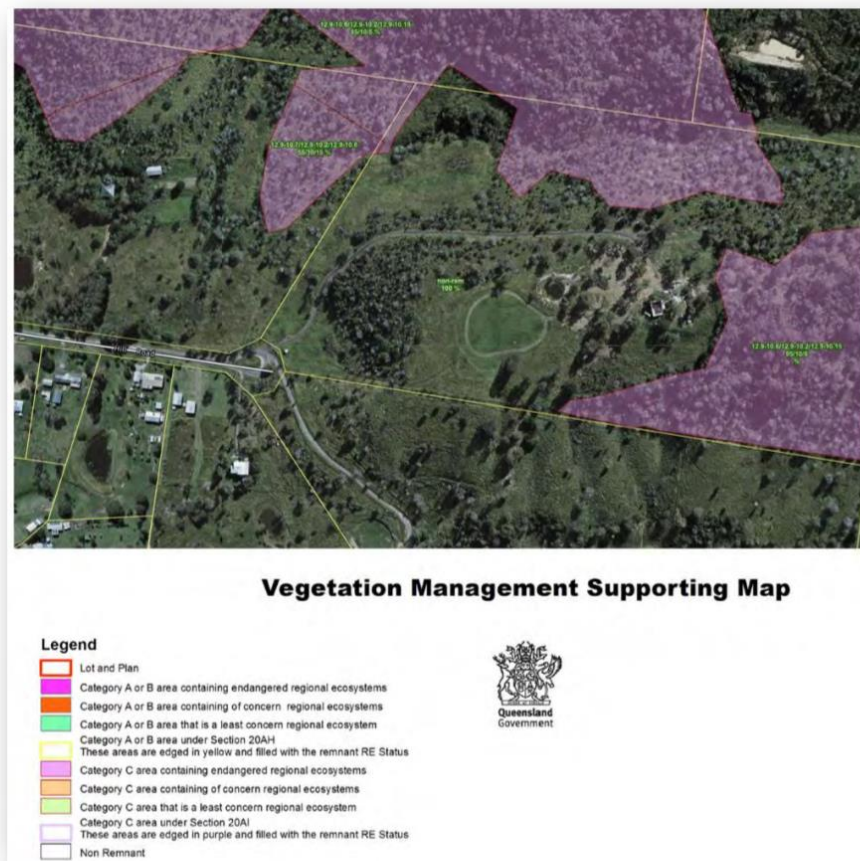 non-rem
100 %
Vegetation Management Supporting Map
Legend
Lot and Plan
Category A or B area containing endangered regional ecosystems
Category A or B area containing of concern regional ecosystems
Category A or B area that is a least concern regional ecosystem
Category A or B area under Section 20AH
These areas are edged in yellow and filled with the remnant RE Status
Category C area containing endangered regional ecosystems
Category C area containing of concern regional ecosystems
Category C area that is a least concern regional ecosystem
Category C area under Section 20AI
These areas are edged in purple and filled with the remnant RE Status
Non Remnant
Queensland
Government